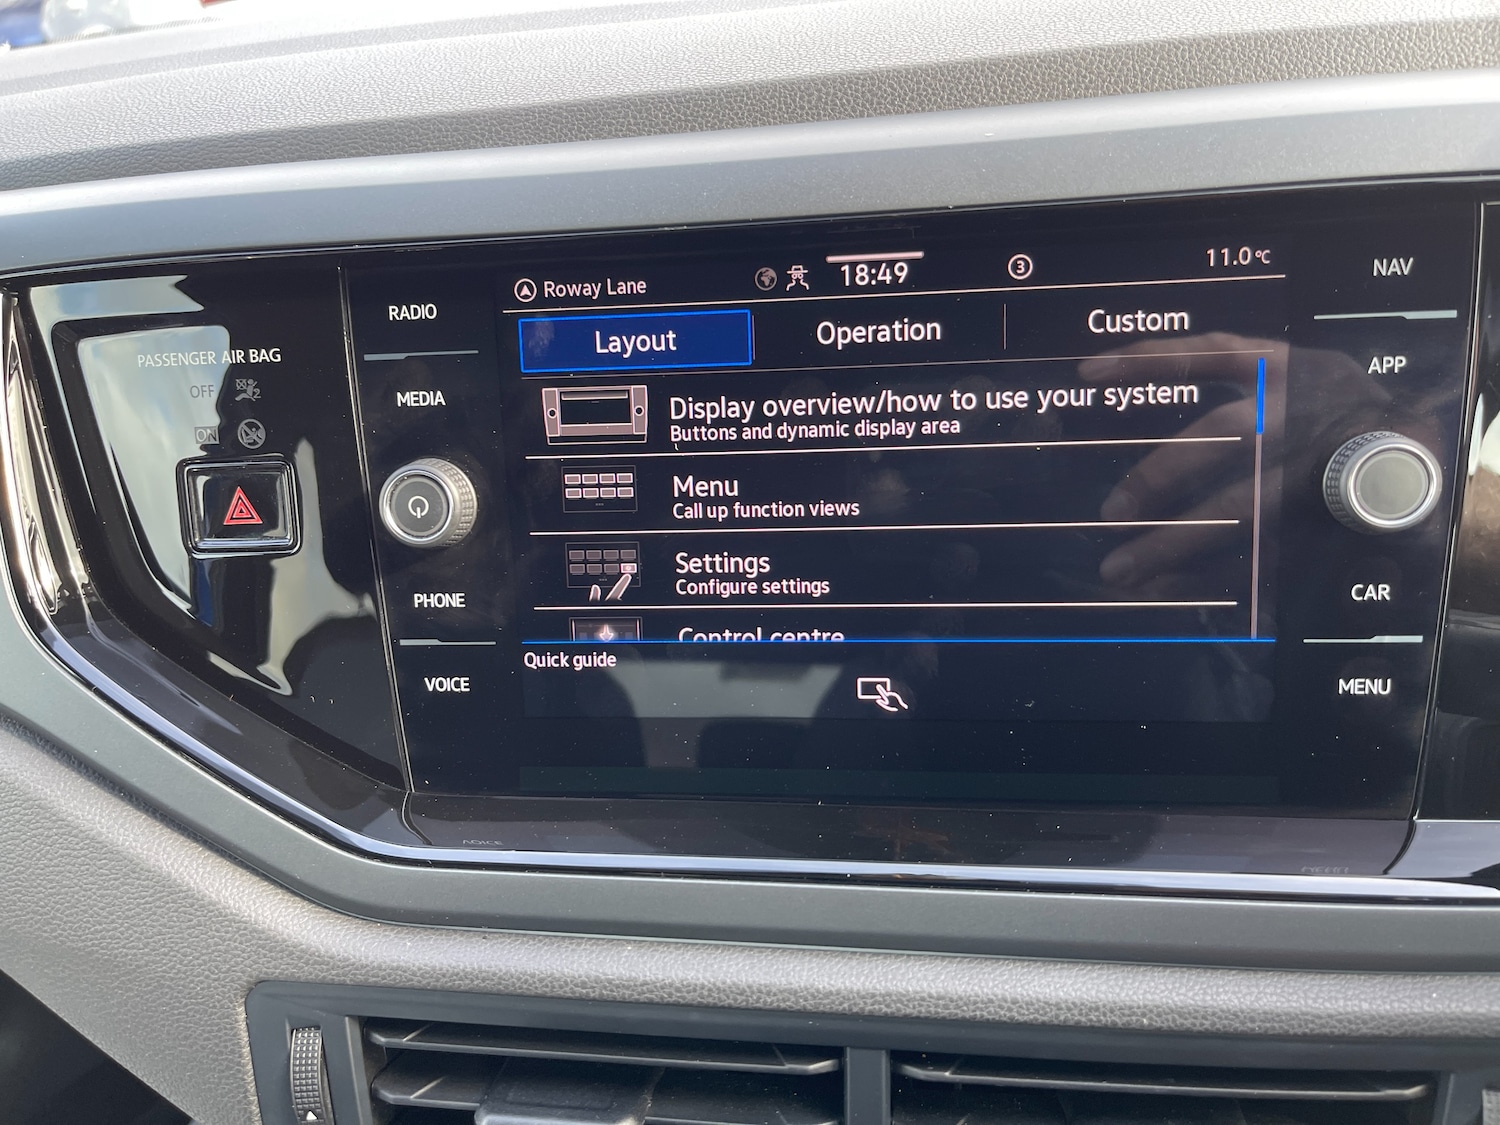 Roway Lane
18:49
3
11.0°C
NAV
RADIO
Layout
Operation
Custom
APP
PASSENGER AIR BAG
OFF
2
ON
MEDIA
Display overview/how to use your system
Buttons and dynamic display area
Menu
Call up function views
Settings
Configure settings
Control centre
PHONE
CAR
Quick guide
VOICE
MENU